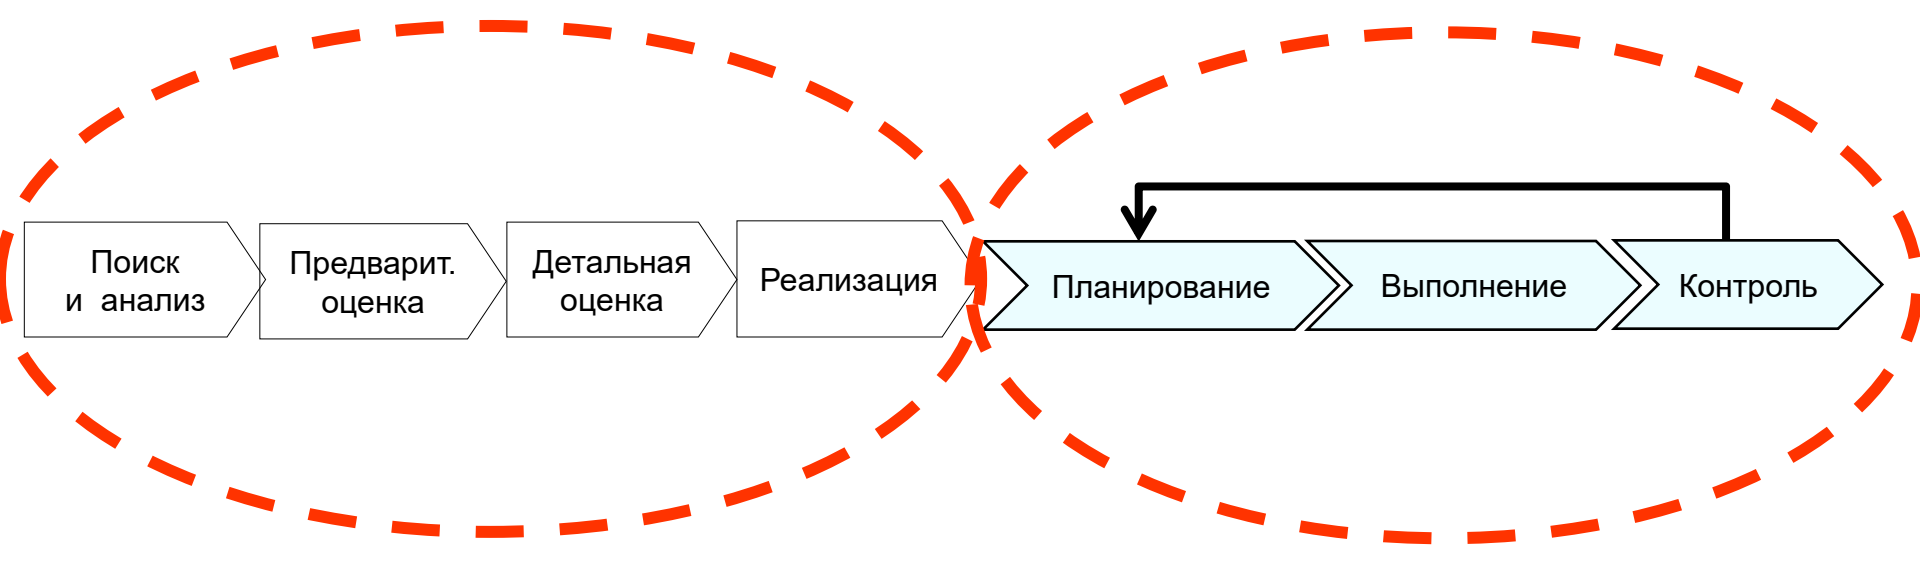 Поиск
и анализ
Предварит.
оценка
Детальная
оценка
Реализация
Планирование
Выполнение
Контроль